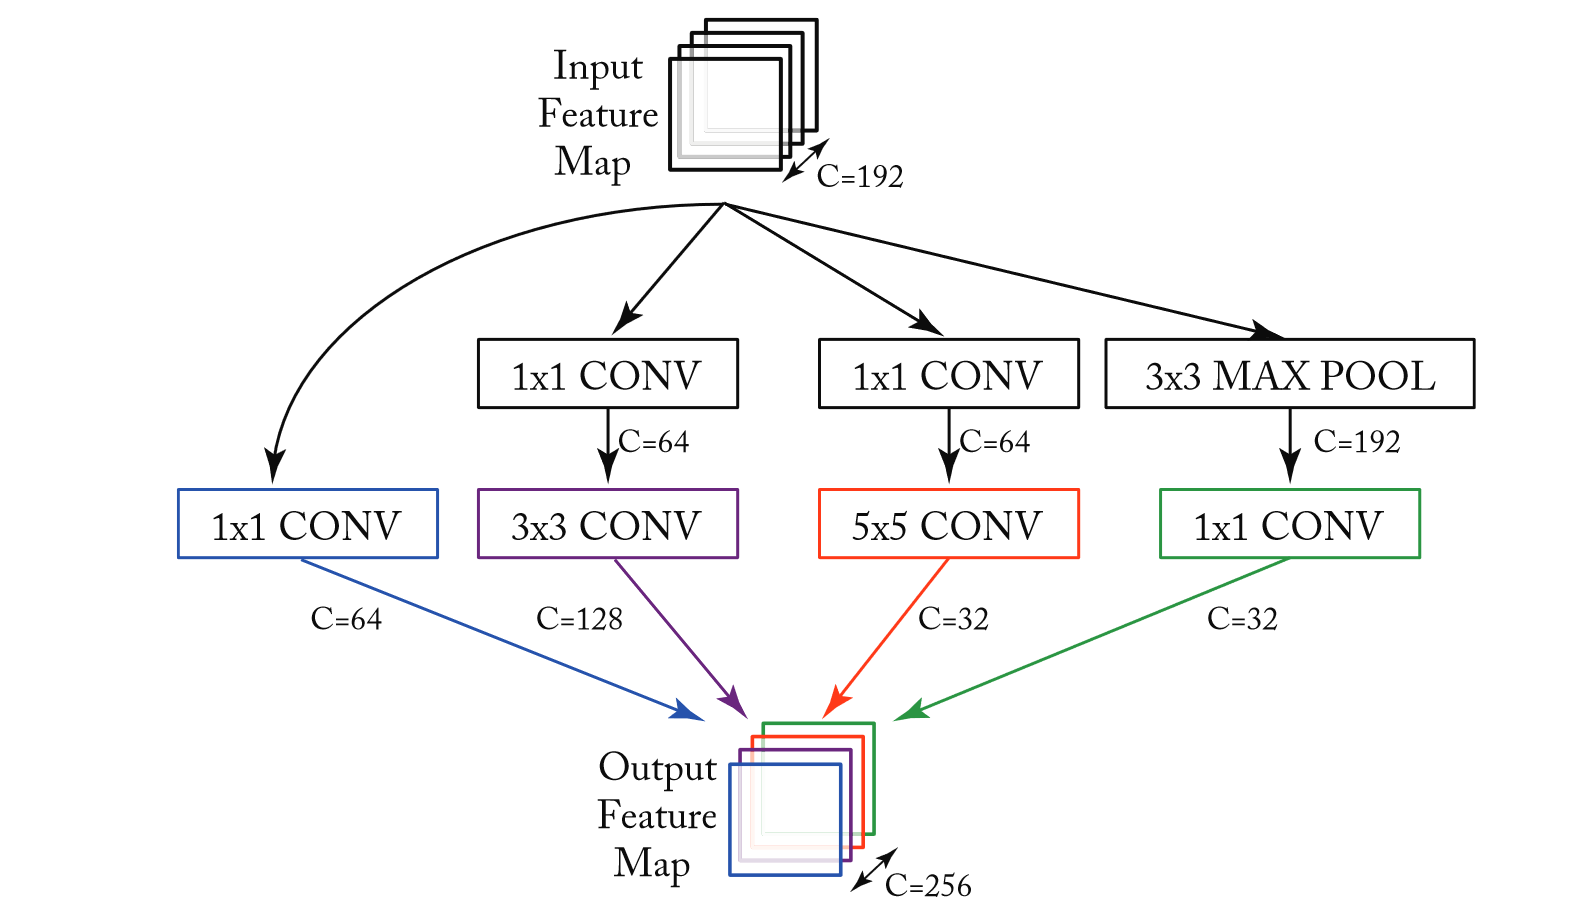 Input
Feature
Map
C=192
1x1 CONV
1x1 CONV
3x3 MAX POOL
C=64
C=64
C=192
1x1 CONV
3x3 CONV
5x5 CONV
1x1 CONV
C=64
C=128
C=32
C=32
Output
Feature
Map
C=256